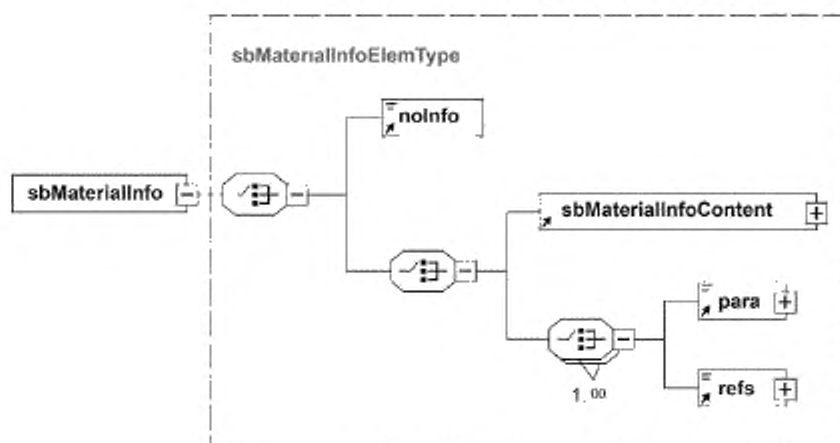 sbMaterialInfoElemType
noInfo
sbMaterialInfo
sbMaterialInfoContent
para
1..∞
refs